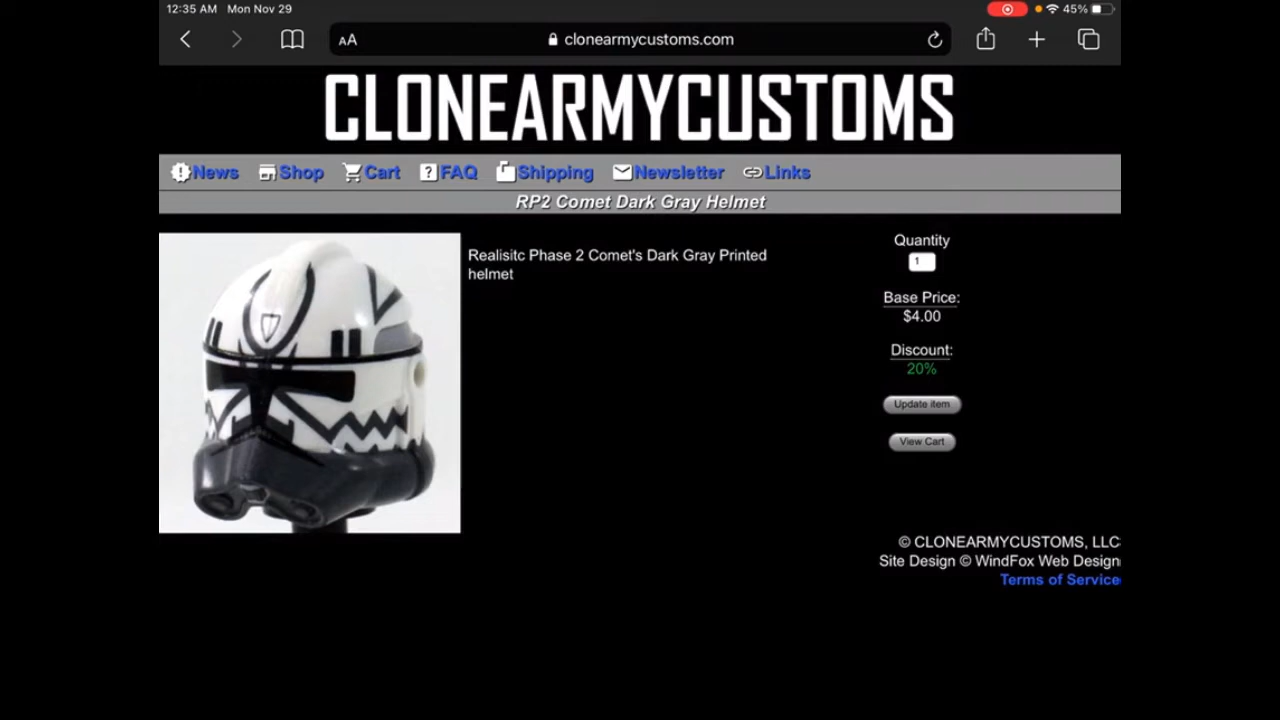 12:35 AM Mon Nov 29
45%
AA
clonearmycustoms.com
CLONEARMYCUSTOMS
News Shop Cart FAQ Shipping Newsletter Links
RP2 Comet Dark Gray Helmet
Realisitc Phase 2 Comet's Dark Gray Printed
helmet
Quantity
1
Base Price:
$4.00
Discount:
20%
Update item
View Cart
© CLONEARMYCUSTOMS, LLC
Site Design © WindFox Web Design
Terms of Service